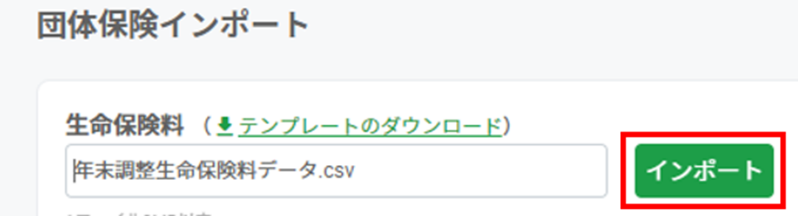 団体保険インポート
生命保険料 (テンプレートのダウンロード)
年末調整生命保険料データ.csv
インポート